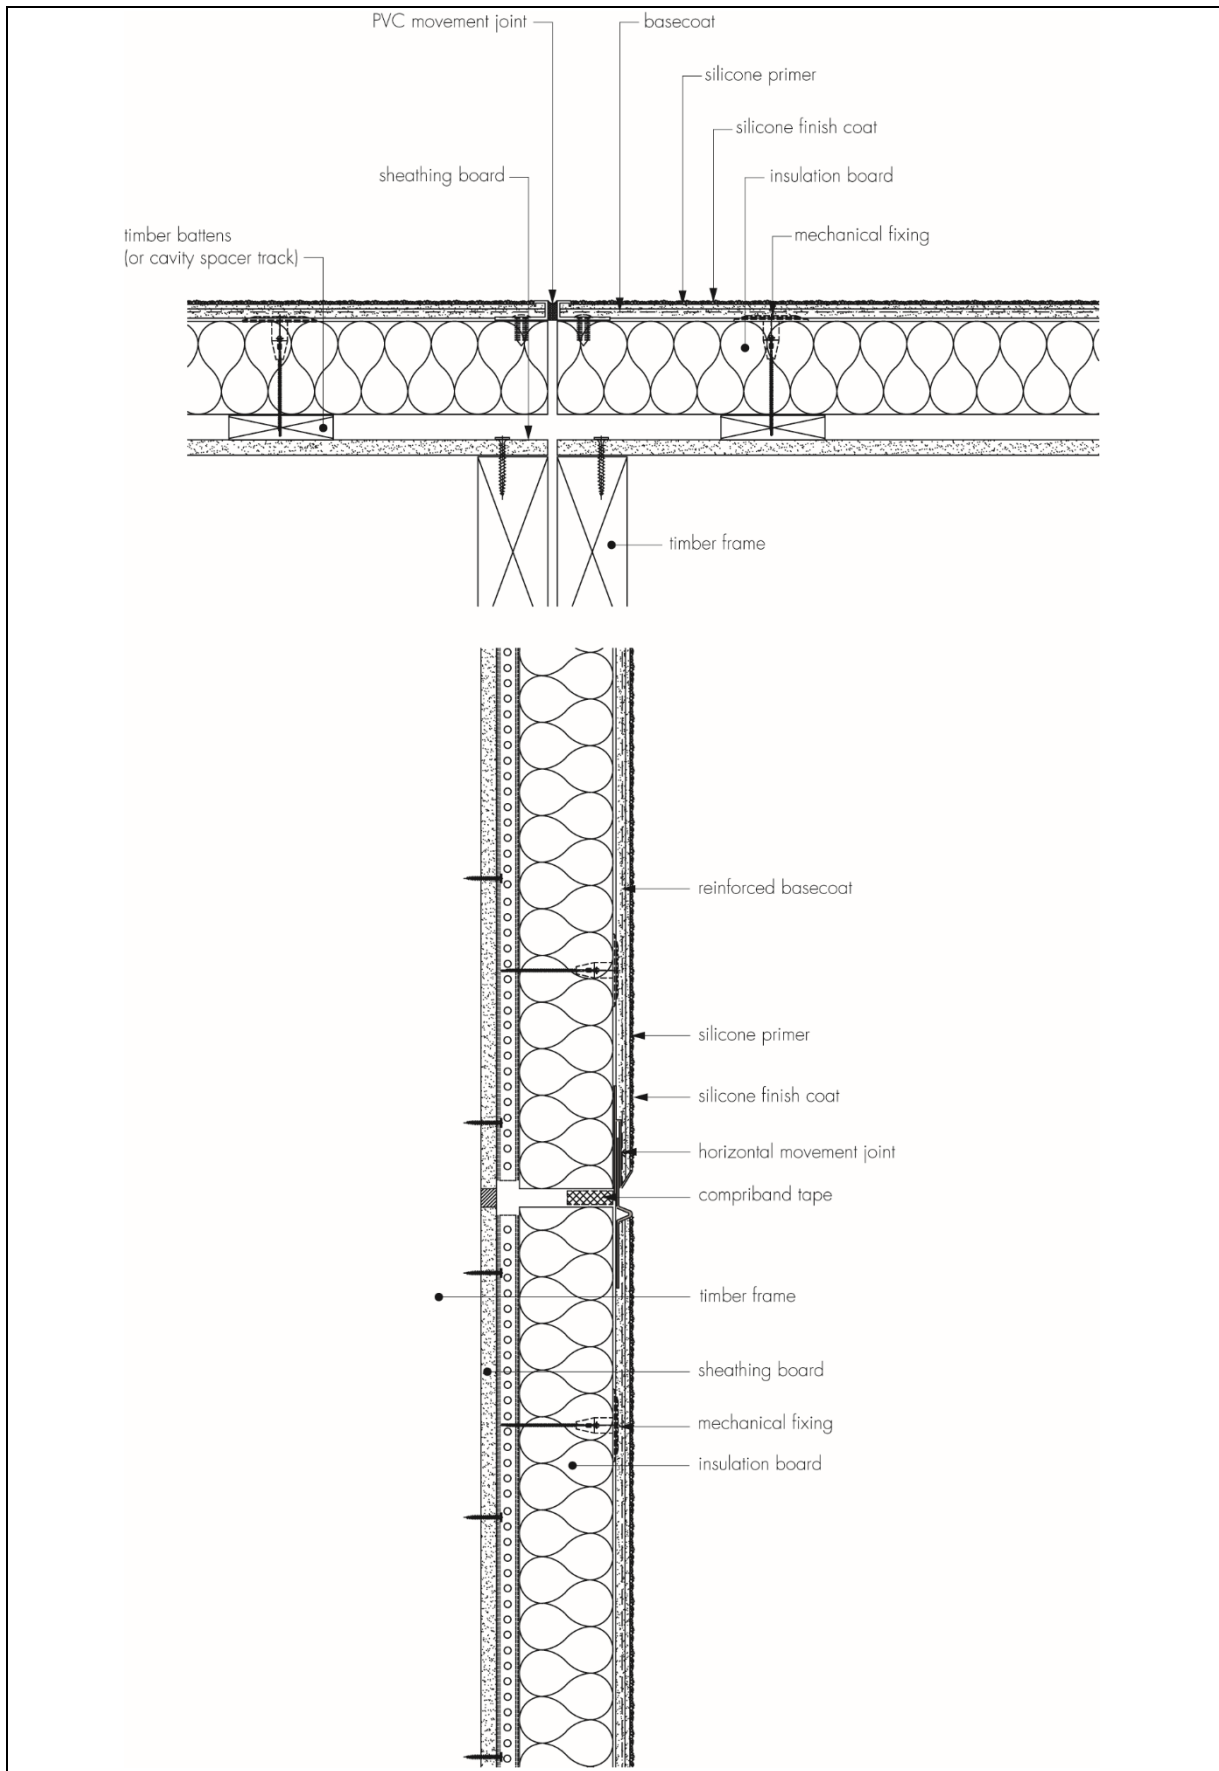 PVC movement joint
basecoat
silicone primer
silicone finish coat
sheathing board
insulation board
timber battens
(or cavity spacer track)
mechanical fixing
timber frame
reinforced basecoat
silicone primer
silicone finish coat
horizontal movement joint
compriband tape
timber frame
sheathing board
mechanical fixing
insulation board